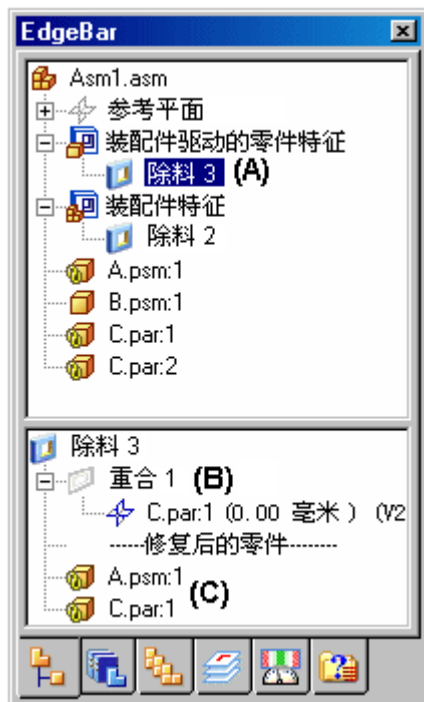 EdgeBar
Asm1.asm
参考平面
装配件驱动的零件特征
除料 3 (A)
装配件特征
除料 2
A.psm:1
B.psm:1
C.par:1
C.par:2
除料 3
重合 1 (B)
C.par:1 (0.00 毫米 ) (V2
-----修复后的零件-------
A.psm:1
C.par:1 (C)